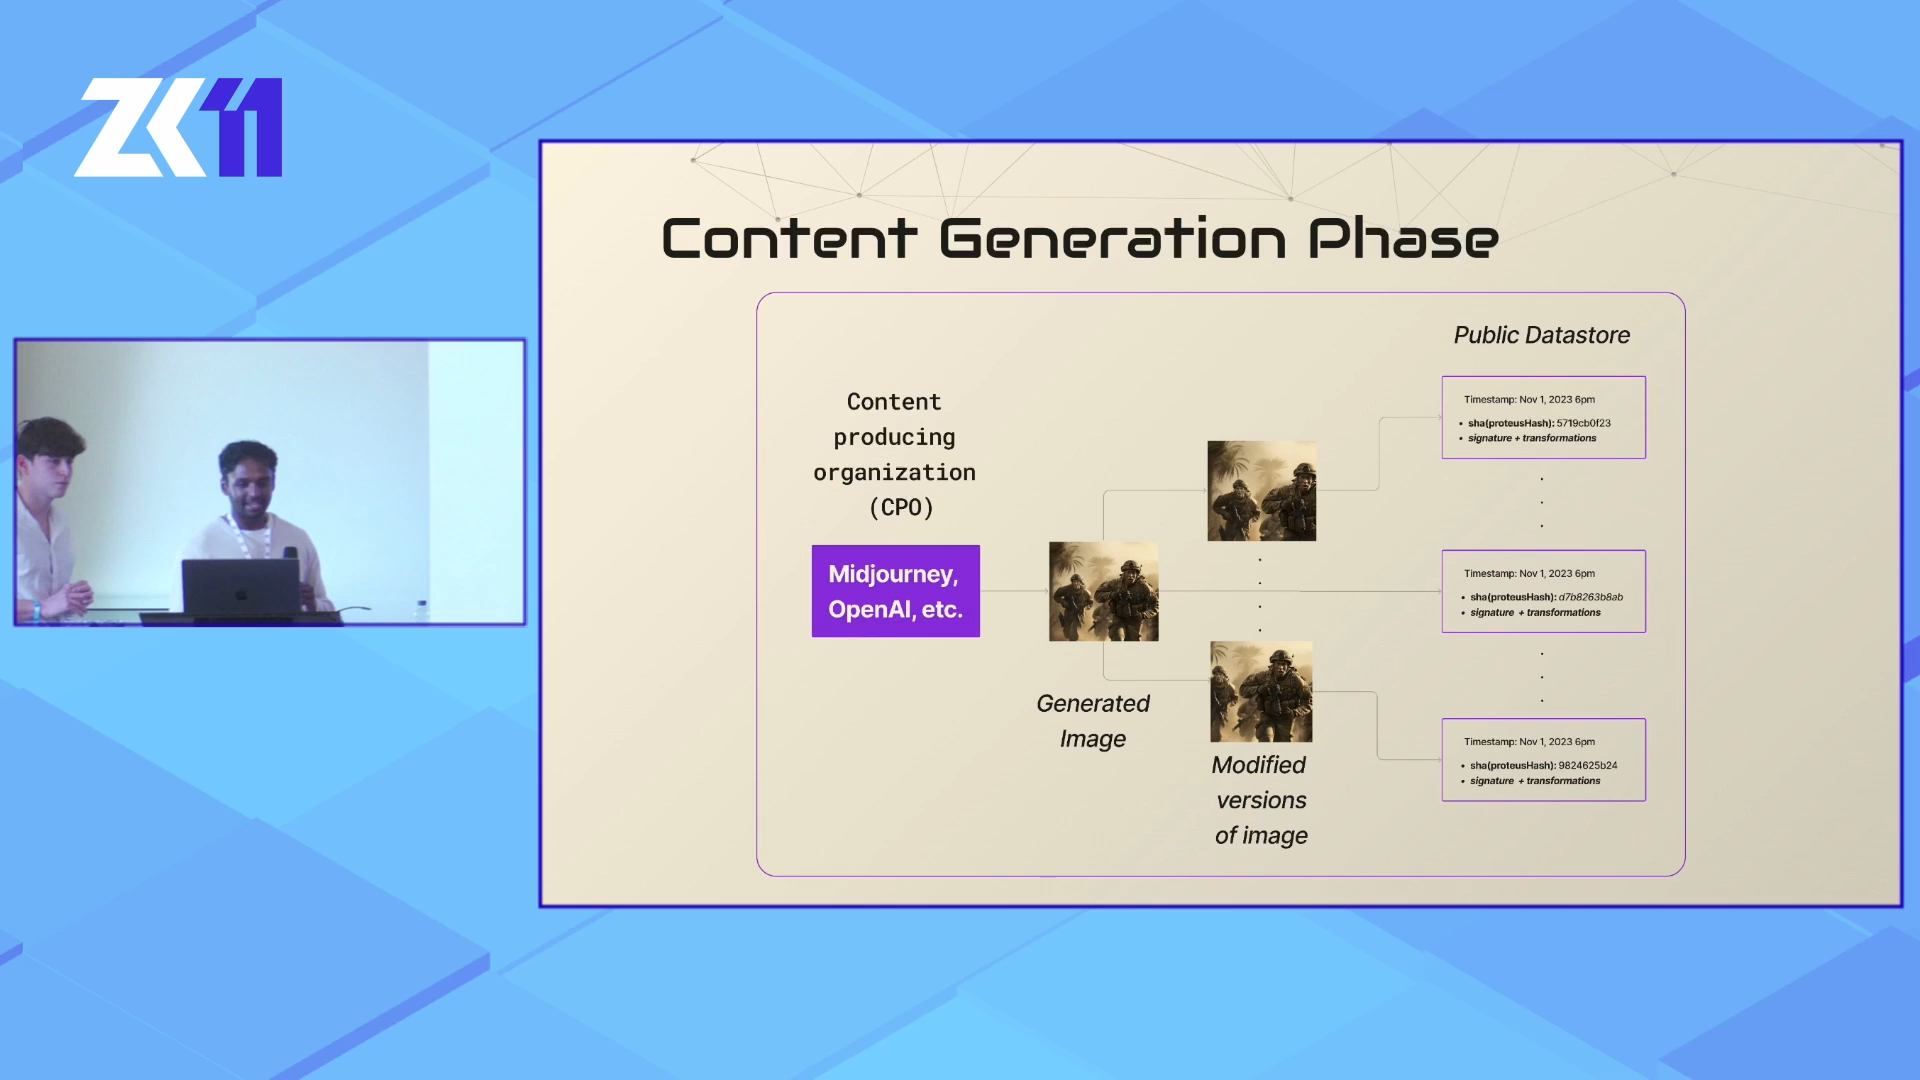 ZK11
Content Generation Phase
Public Datastore
Content
producing
organization
(CPO)
Midjourney,
OpenAI, etc.
Generated
Image
Modified
versions
of image
Timestamp: Nov 1, 2023 6pm
• sha(proteusHash): 5719cb0f23
• signature + transformations
Timestamp: Nov 1, 2023 6pm
• sha(proteusHash): d7b8263b8ab
• signature + transformations
Timestamp: Nov 1, 2023 6pm
• sha(proteusHash): 9824625b24
• signature + transformations